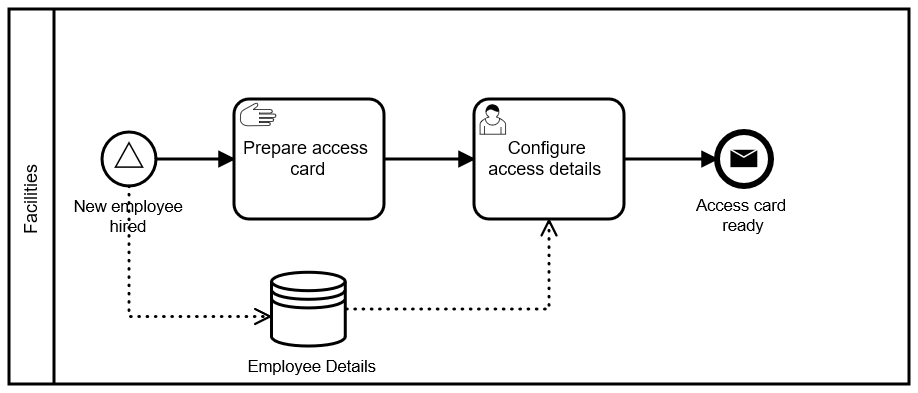 Facilities
Prepare access
card
Configure
access details
New employee
hired
Access card
ready
Employee Details